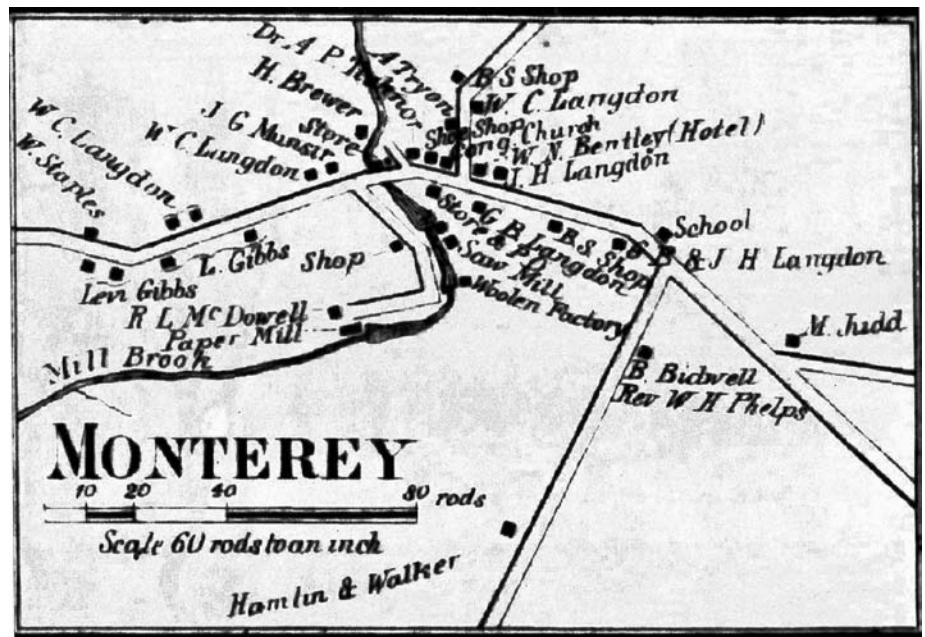 Dr. A P
A Tryon
H. Brewer
Store
J G Munsir
W C Langdon
W C Langdon
W. Staples
B S Shop
W. C. Langdon
Shoe Shop
Cong. Church
W. N. Bentley (Hotel)
J. H. Langdon
Store & P.
G B Langdon
B. S. Shop
School
& J H Langdon
Saw Mill
Woolen Factory
L. Gibbs
Levi Gibbs
Shop
R L McDowell
Paper Mill
Mill Brook
M. Judd
B. Bidwell
Rev W H Phelps
MONTEREY
10 20 40 80 rods
Scale 60 rods to an inch
Hamlin & Walker